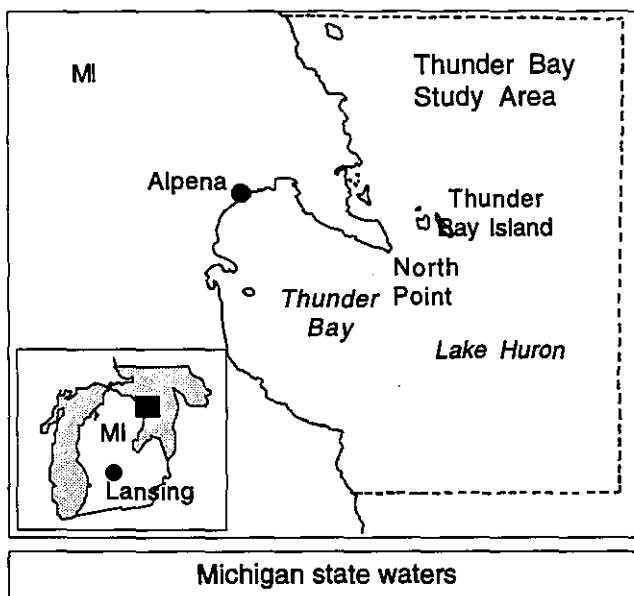 MI
Thunder Bay
Study Area
Alpena
Thunder
Bay Island
North
Point
Thunder
Bay
Lake Huron
MI
Lansing
Michigan state waters